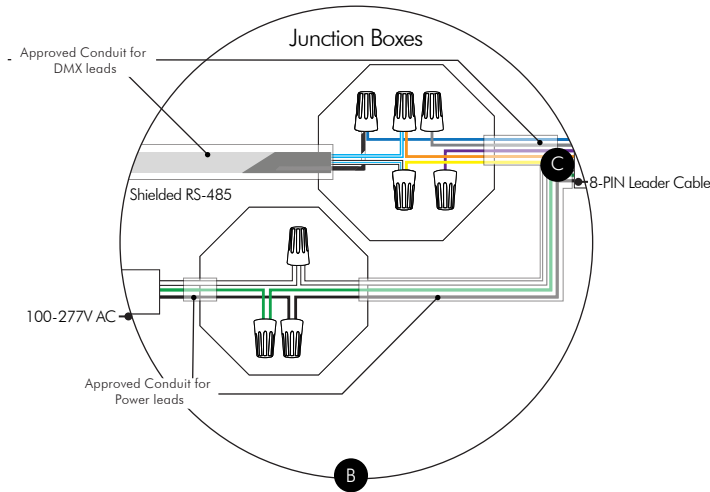 Junction Boxes
Approved Conduit for
DMX leads
C
Shielded RS-485
8-PIN Leader Cable
100-277V AC
Approved Conduit for
Power leads
B